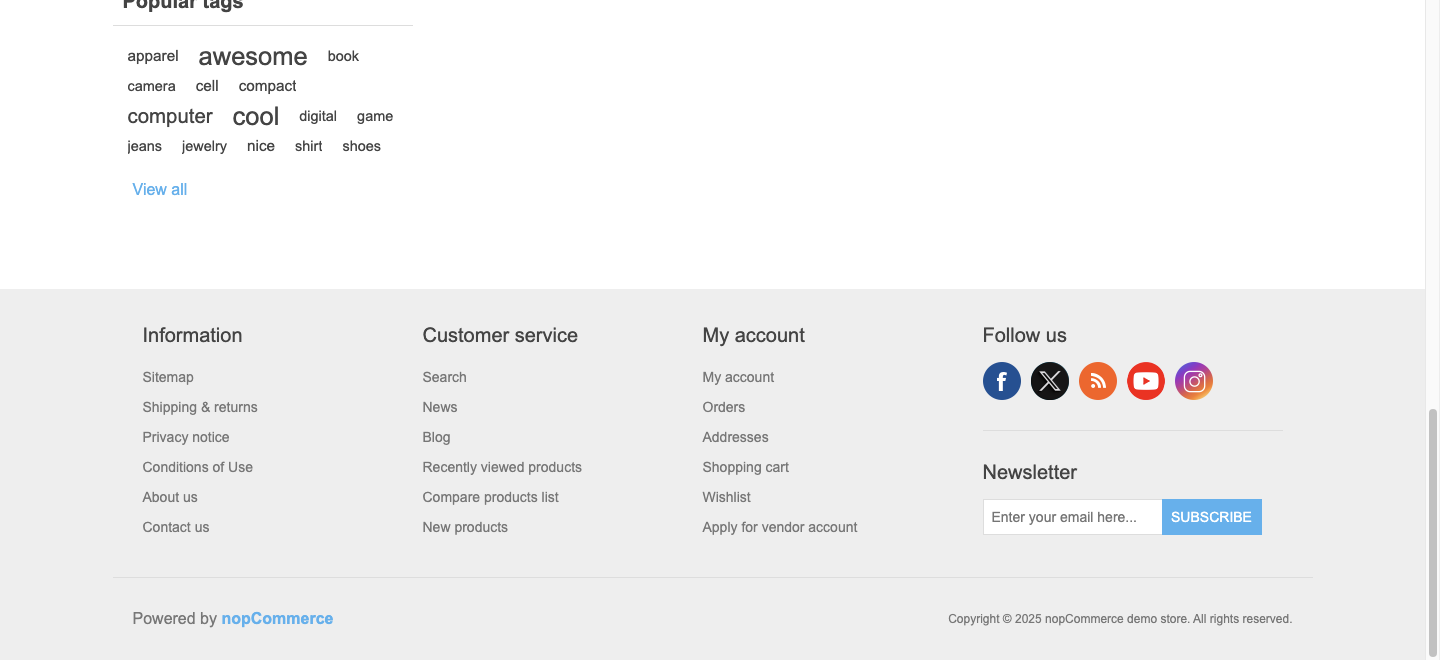 Popular tags
apparel awesome book
camera cell compact
computer cool digital game
jeans jewelry nice shirt shoes
View all
Information
Sitemap
Shipping & returns
Privacy notice
Conditions of Use
About us
Contact us
Customer service
Search
News
Blog
Recently viewed products
Compare products list
New products
My account
My account
Orders
Addresses
Shopping cart
Wishlist
Apply for vendor account
Follow us
Newsletter
Enter your email here... SUBSCRIBE
Powered by nopCommerce
Copyright © 2025 nopCommerce demo store. All rights reserved.